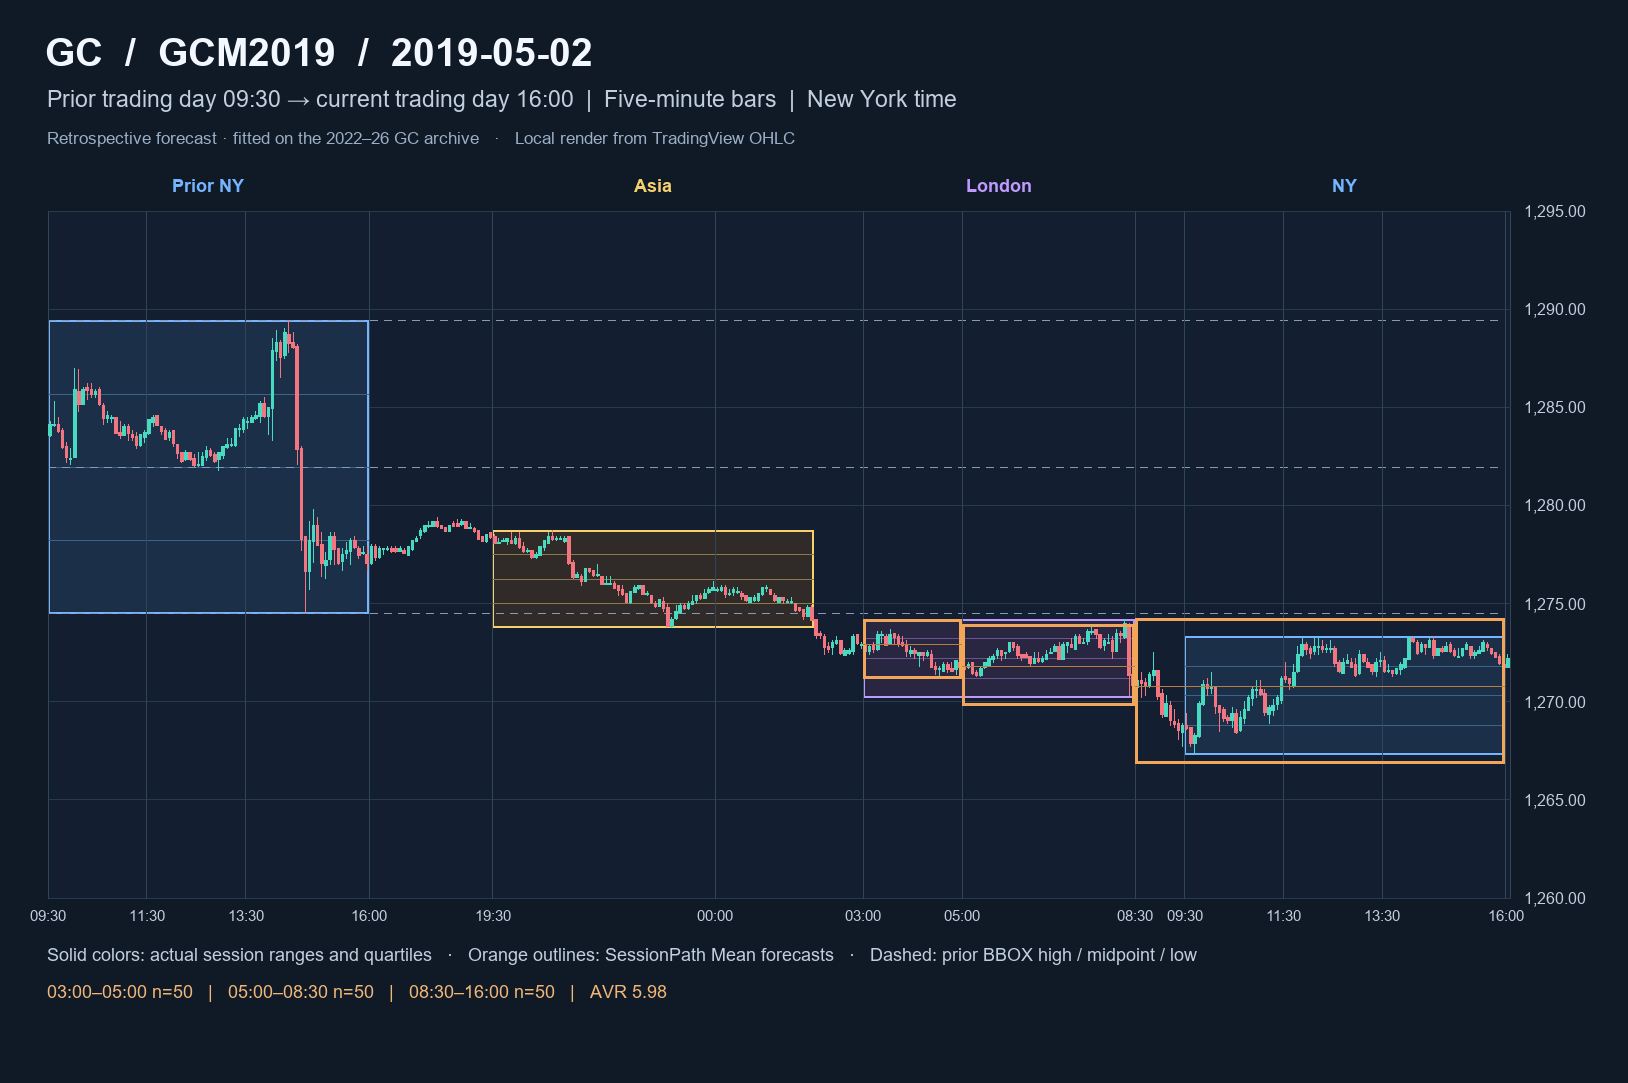 GC / GCM2019 / 2019-05-02
Prior trading day 09:30 → current trading day 16:00 | Five-minute bars | New York time
Retrospective forecast · fitted on the 2022–26 GC archive · Local render from TradingView OHLC
Prior NY Asia London NY
1,295.00
1,290.00
1,285.00
1,280.00
1,275.00
1,270.00
1,265.00
1,260.00
09:30 11:30 13:30 16:00 19:30 00:00 03:00 05:00 08:30 09:30 11:30 13:30 16:00
Solid colors: actual session ranges and quartiles · Orange outlines: SessionPath Mean forecasts · Dashed: prior BBOX high / midpoint / low
03:00–05:00 n=50 | 05:00–08:30 n=50 | 08:30–16:00 n=50 | AVR 5.98